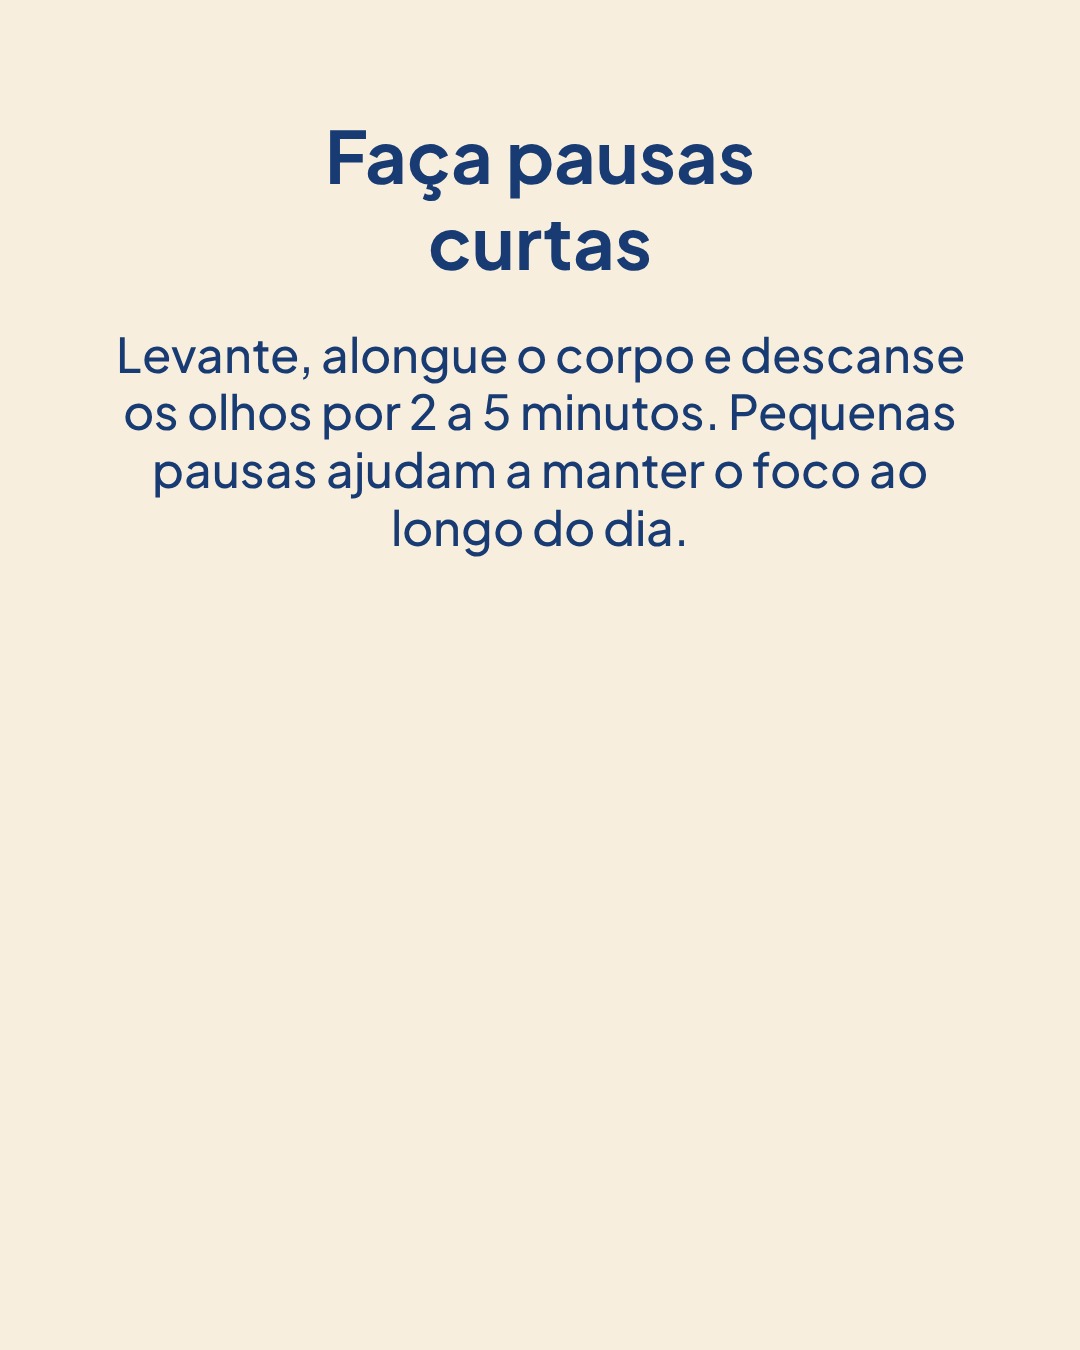 Faça pausas
curtas
Levante, alongue o corpo e descanse
os olhos por 2 a 5 minutos. Pequenas
pausas ajudam a manter o foco ao
longo do dia.